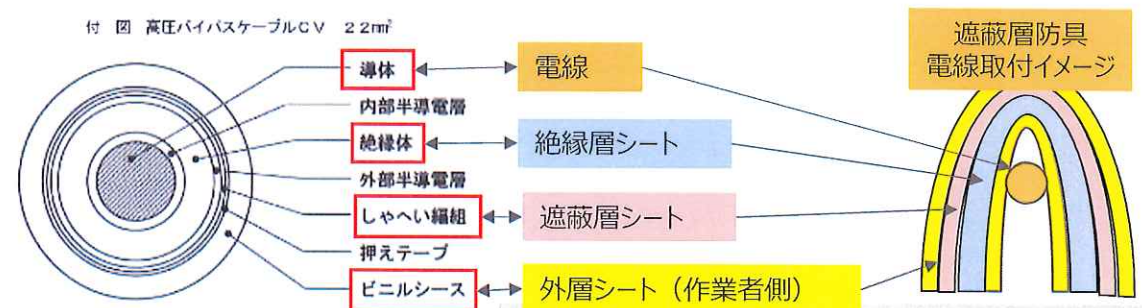 付 図 高圧バイパスケーブルCV 22㎟
導体
内部半導電層
絶縁体
外部半導電層
しゃへい編組
押えテープ
ビニルシース
電線
絶縁層シート
遮蔽層シート
外層シート（作業者側）
遮蔽層防具
電線取付イメージ